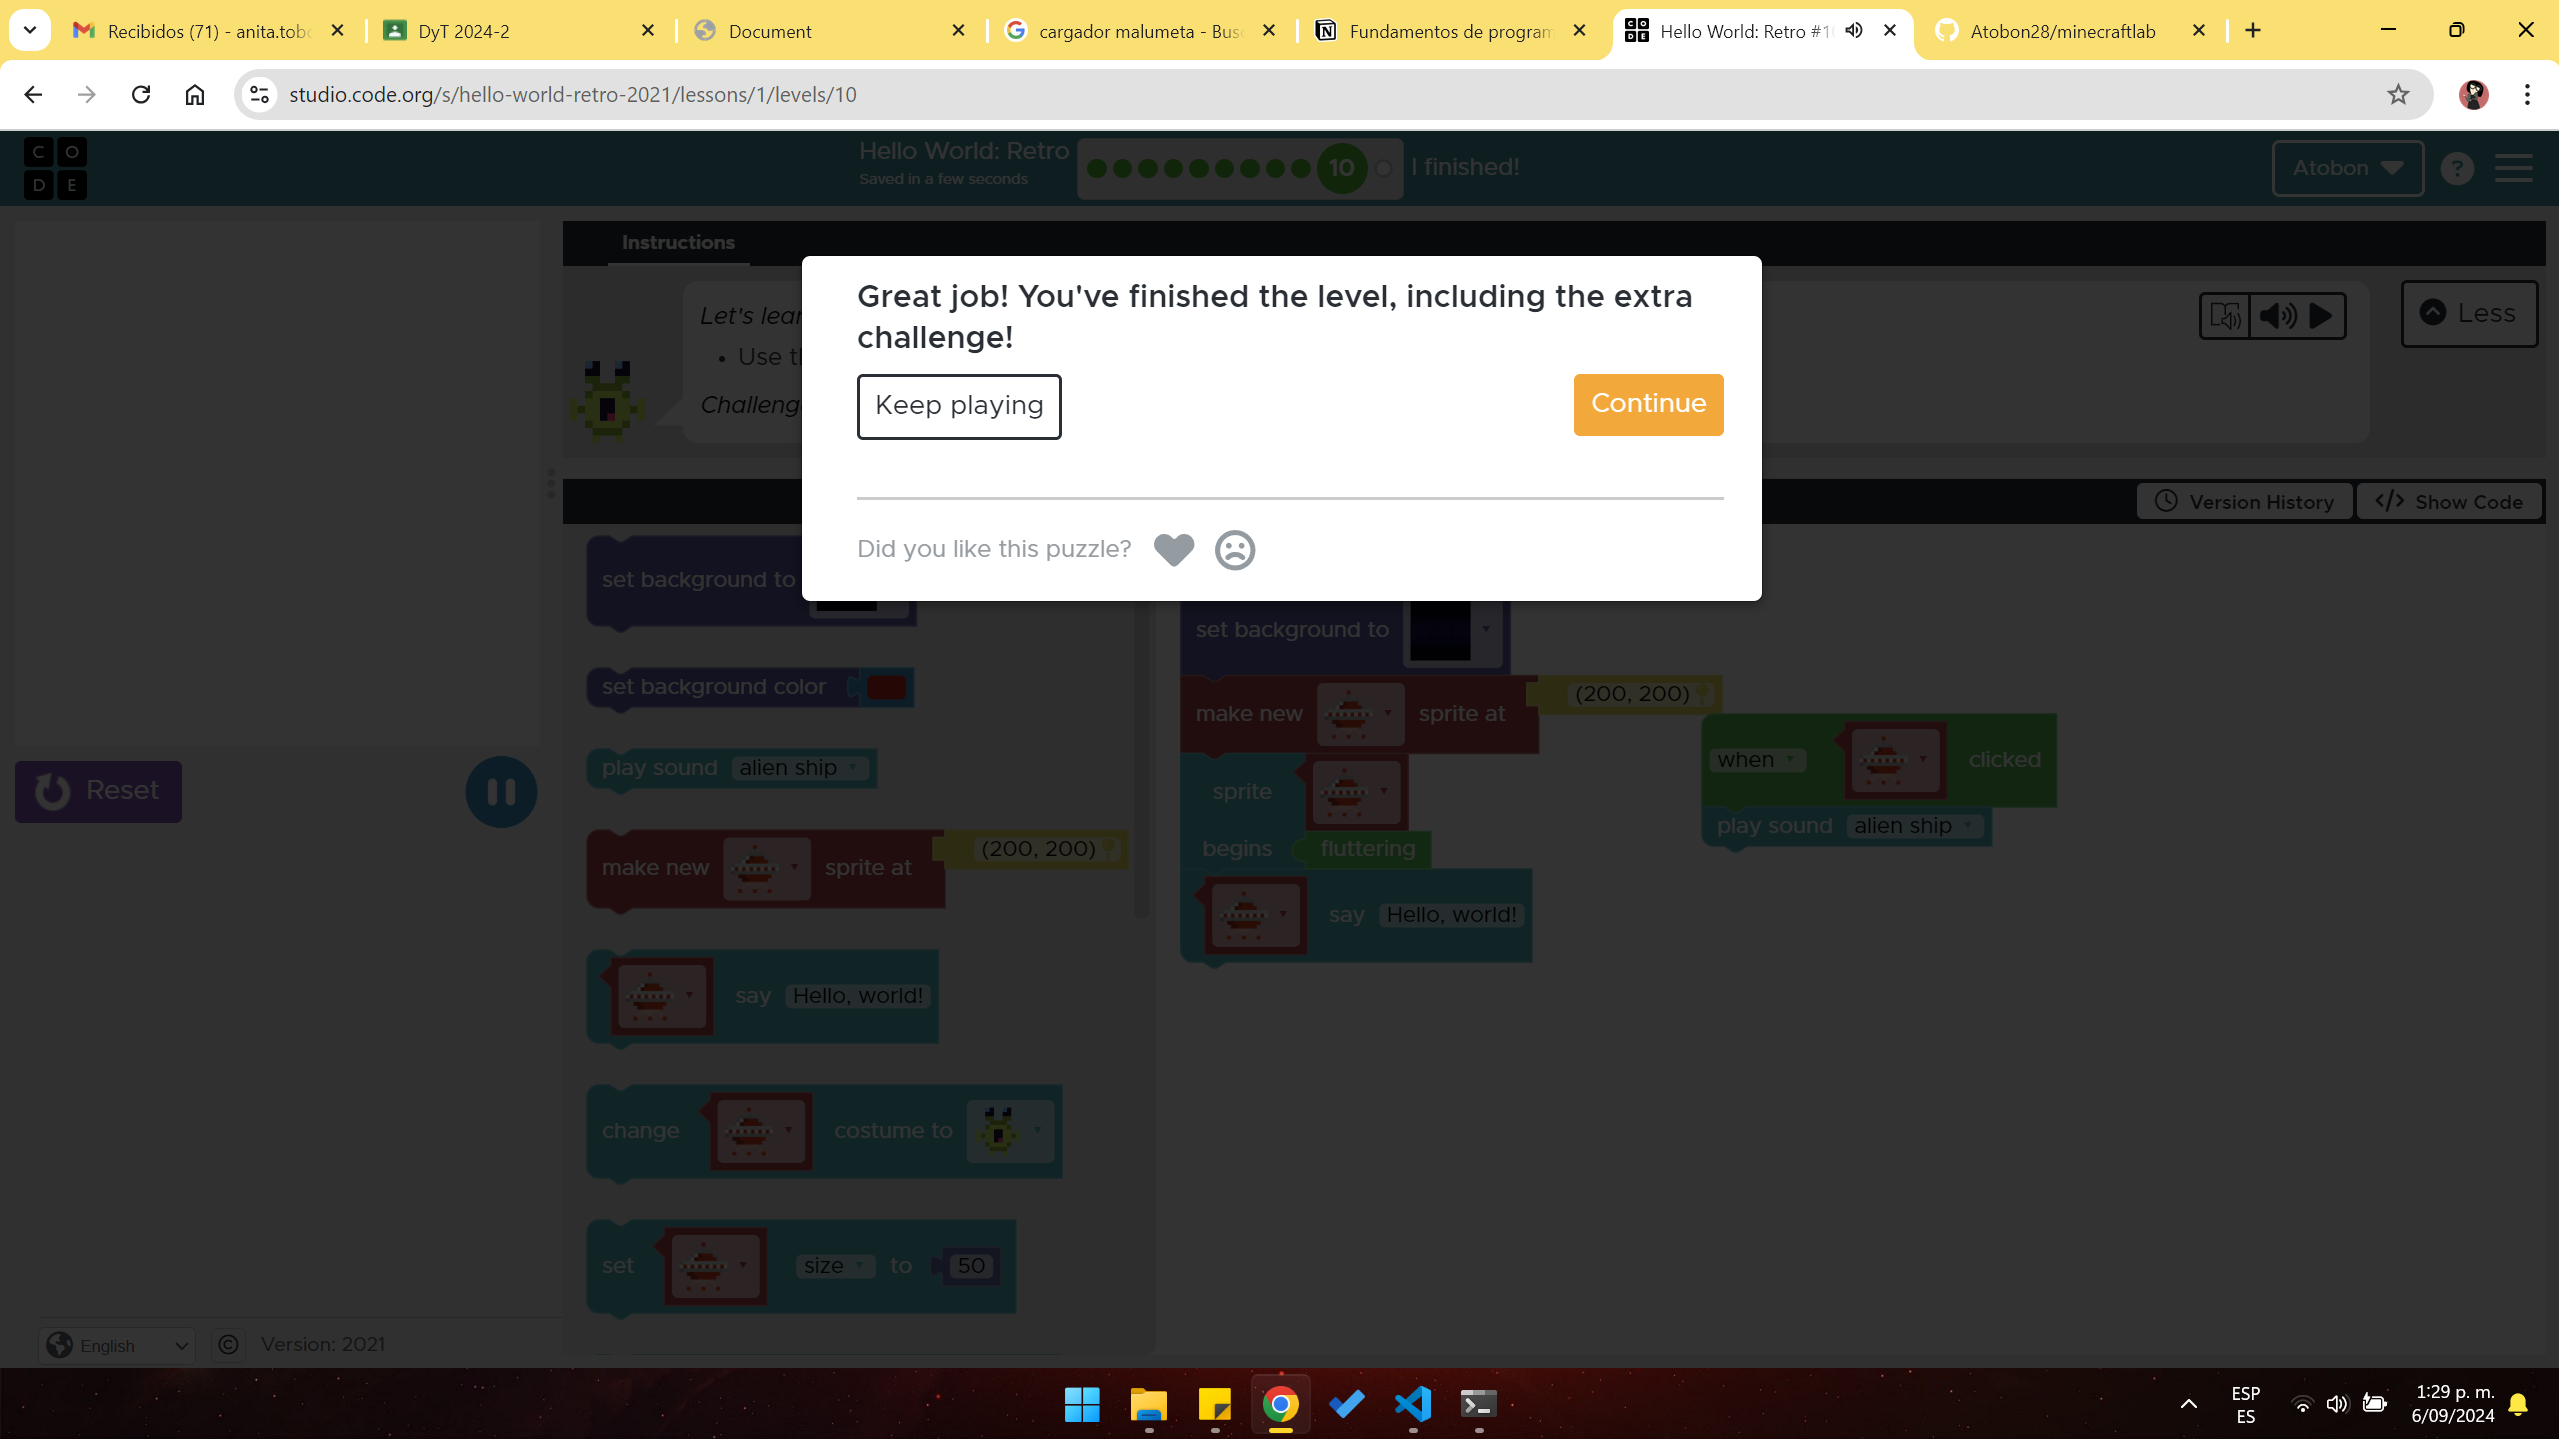 Recibidos (71) - anita.tob
DyT 2024-2
Document
cargador malumeta - Bus
Fundamentos de program
Hello World: Retro #1
Atobon28/minecraftlab
studio.code.org/s/hello-world-retro-2021/lessons/1/levels/10
C O
D E
Hello World: Retro
Saved in a few seconds
10
I finished!
Atobon
?
Instructions
Let's lear
Use t
Challeng
Less
Great job! You've finished the level, including the extra
challenge!
Keep playing
Continue
Did you like this puzzle?
Version History
Show Code
Reset
set background to
set background color
play sound alien ship
make new sprite at (200, 200)
say Hello, world!
change costume to
set size to 50
set background to
make new sprite at (200, 200)
sprite
begins fluttering
say Hello, world!
when clicked
play sound alien ship
English
©
Version: 2021
ESP
ES
1:29 p. m.
6/09/2024